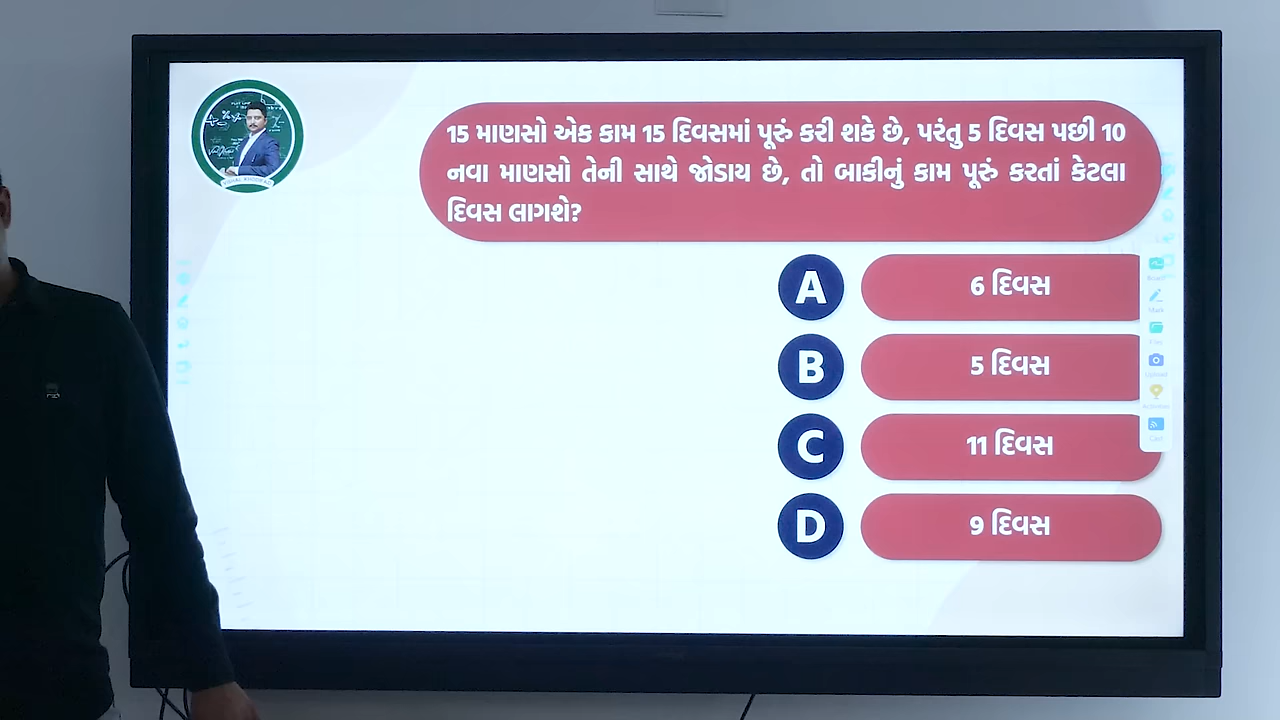 15 માણસો એક કામ 15 દિવસમાં પૂરું કરી શકે છે, પરંતુ 5 દિવસ પછી 10
નવા માણસો તેની સાથે જોડાય છે, તો બાકીનું કામ પૂરું કરતાં કેટલા
દિવસ લાગશે?
A 6 દિવસ
B 5 દિવસ
C 11 દિવસ
D 9 દિવસ